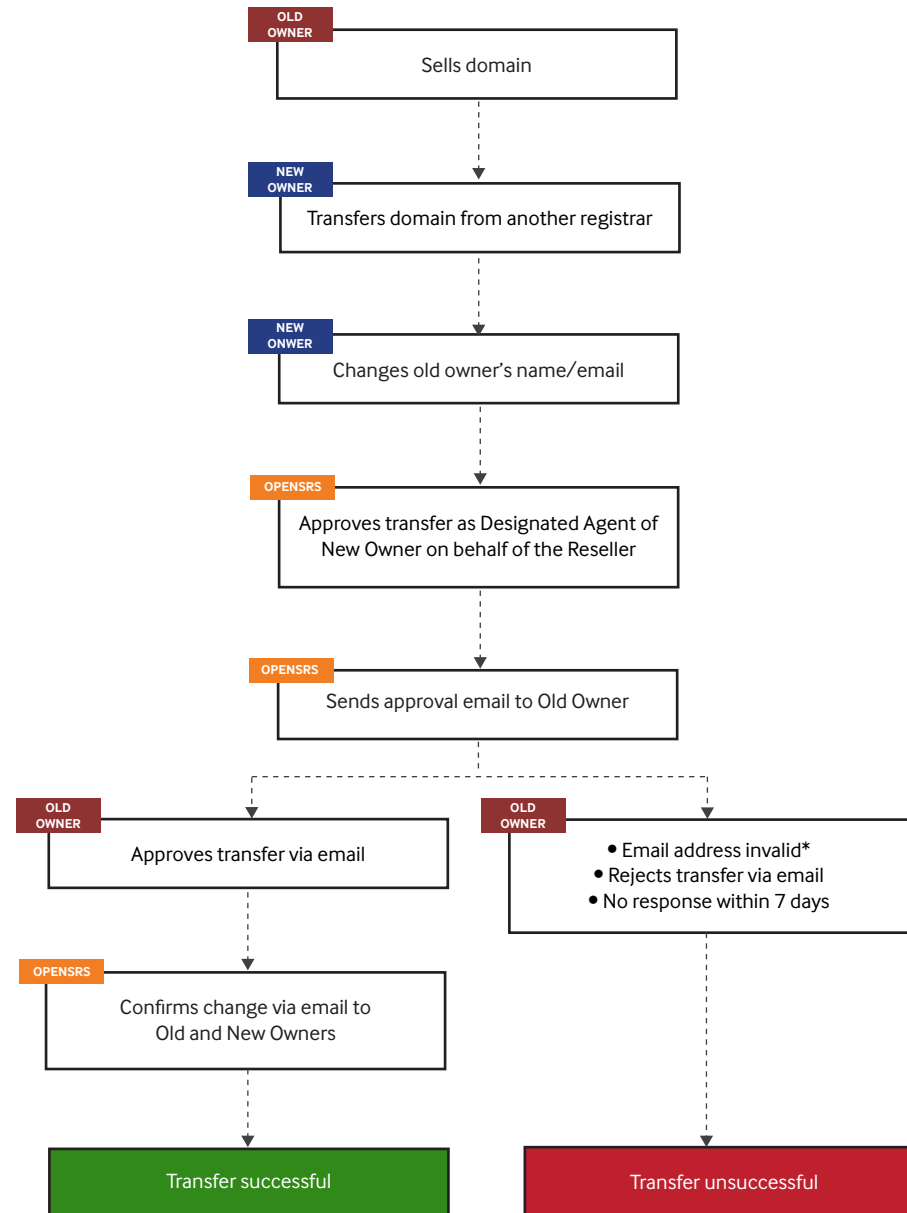 OLD
OWNER
Sells domain
NEW
OWNER
Transfers domain from another registrar
NEW
ONWER
Changes old owner's name/email
OPENSRS
Approves transfer as Designated Agent of
New Owner on behalf of the Reseller
OPENSRS
Sends approval email to Old Owner
OLD
OWNER
Approves transfer via email
OLD
OWNER
• Email address invalid*
• Rejects transfer via email
• No response within 7 days
OPENSRS
Confirms change via email to
Old and New Owners
Transfer successful
Transfer unsuccessful